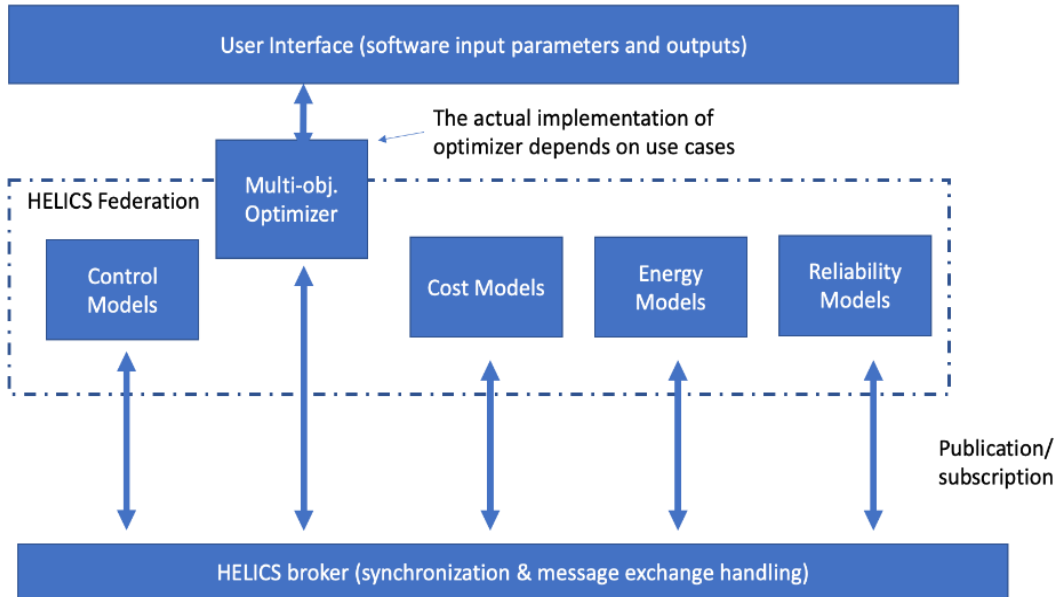 User Interface (software input parameters and outputs)
The actual implementation of
optimizer depends on use cases
Multi-obj.
Optimizer
HELICS Federation
Control
Models
Cost Models
Energy
Models
Reliability
Models
Publication/
subscription
HELICS broker (synchronization & message exchange handling)